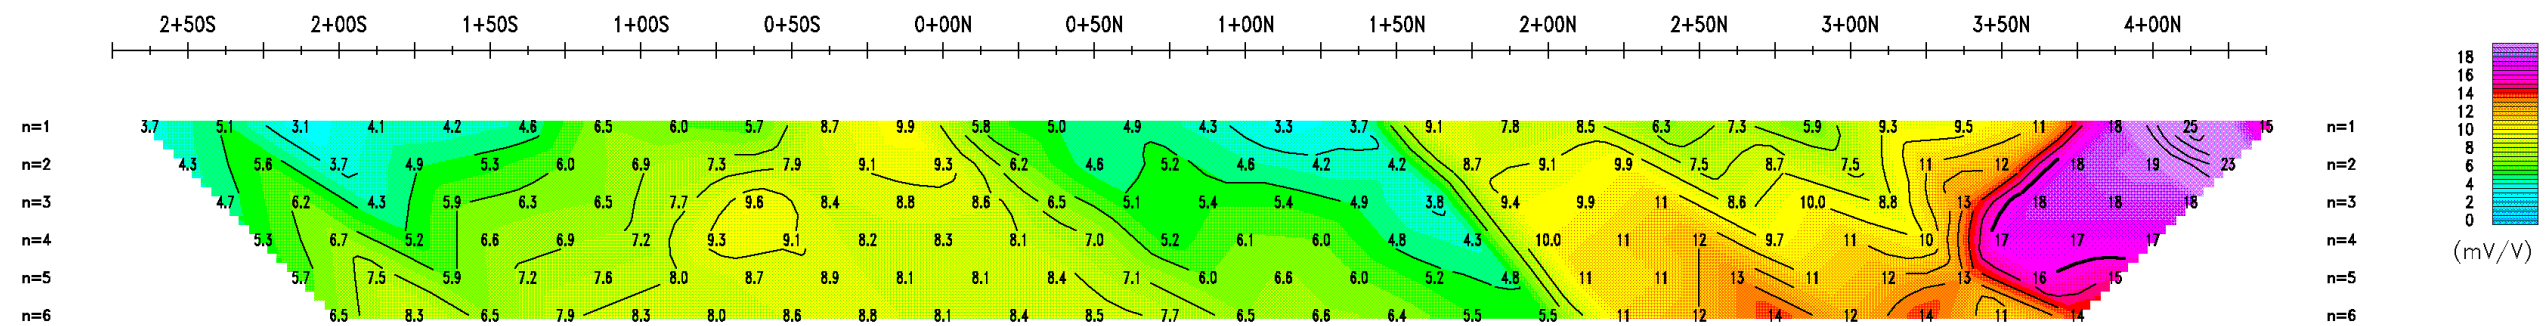 2+50S 2+00S 1+50S 1+00S 0+50S 0+00N 0+50N 1+00N 1+50N 2+00N 2+50N 3+00N 3+50N 4+00N
n=1 3.7 5.1 3.1 4.1 4.2 4.6 6.5 6.0 5.7 8.7 9.9 5.8 5.0 4.9 4.3 3.3 3.7 9.1 7.8 8.5 6.3 7.3 5.9 9.3 9.5 11 18 25 15 n=1
n=2 4.3 5.6 3.7 4.9 5.3 6.0 6.9 7.3 7.9 9.1 9.3 6.2 4.6 5.2 4.6 4.2 4.2 8.7 9.1 9.9 7.5 8.7 7.5 11 12 18 19 23 n=2
n=3 4.7 6.2 4.3 5.9 6.3 6.5 7.7 9.6 8.4 8.8 8.6 6.5 5.1 5.4 5.4 4.9 3.8 9.4 9.9 11 8.6 10.0 8.8 13 18 18 18 n=3
n=4 5.3 6.7 5.2 6.6 6.9 7.2 9.3 9.1 8.2 8.3 8.1 7.0 5.2 6.1 6.0 4.8 4.3 10.0 11 12 9.7 11 10 17 17 17 n=4
n=5 5.7 7.5 5.9 7.2 7.6 8.0 8.7 8.9 8.1 8.1 8.4 7.1 6.0 6.6 6.0 5.2 4.8 11 11 13 11 12 13 16 15 n=5
n=6 6.5 8.3 6.5 7.9 8.3 8.0 8.6 8.8 8.1 8.4 8.5 7.7 6.5 6.6 6.4 5.5 5.5 11 12 14 12 14 11 14 n=6
18
16
14
12
10
8
6
4
2
0
(mV/V)